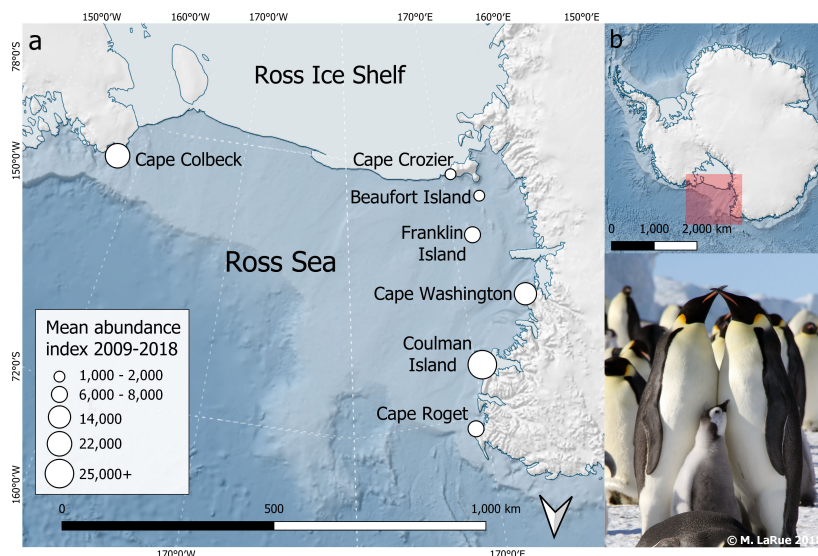 150°0'W 160°0'W 170°0'W 170°0'E 160°0'E 150°0'E
a
78°0'S
Ross Ice Shelf
150°0'W
Cape Colbeck
Cape Crozier
Beaufort Island
Franklin
Island
Ross Sea
Cape Washington
Coulman
Island
72°0'S
Cape Roget
Mean abundance
index 2009-2018
1,000 - 2,000
6,000 - 8,000
14,000
22,000
25,000+
160°0'W
0 500 1,000 km
170°0'W 170°0'E
b
0 1,000 2,000 km
© M. LaRue 2018